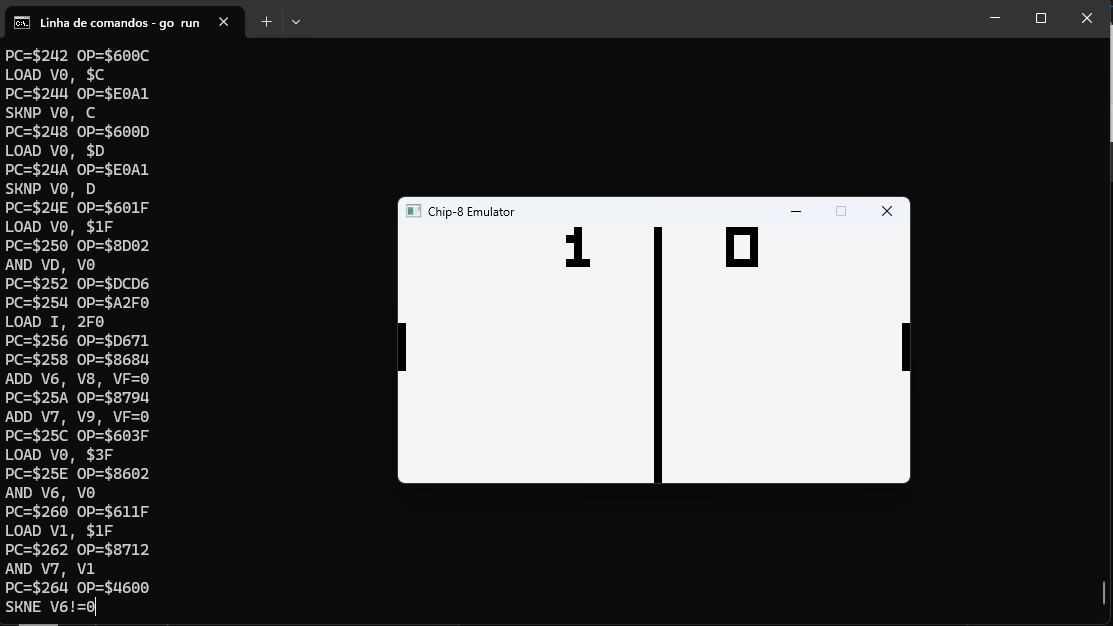 Linha de comandos - go run
PC=$242 OP=$600C
LOAD V0, $C
PC=$244 OP=$E0A1
SKNP V0, C
PC=$248 OP=$600D
LOAD V0, $D
PC=$24A OP=$E0A1
SKNP V0, D
PC=$24E OP=$601F
LOAD V0, $1F
PC=$250 OP=$8D02
AND VD, V0
PC=$252 OP=$DCD6
PC=$254 OP=$A2F0
LOAD I, 2F0
PC=$256 OP=$D671
PC=$258 OP=$8684
ADD V6, V8, VF=0
PC=$25A OP=$8794
ADD V7, V9, VF=0
PC=$25C OP=$603F
LOAD V0, $3F
PC=$25E OP=$8602
AND V6, V0
PC=$260 OP=$611F
LOAD V1, $1F
PC=$262 OP=$8712
AND V7, V1
PC=$264 OP=$4600
SKNE V6!=0
Chip-8 Emulator
1 0